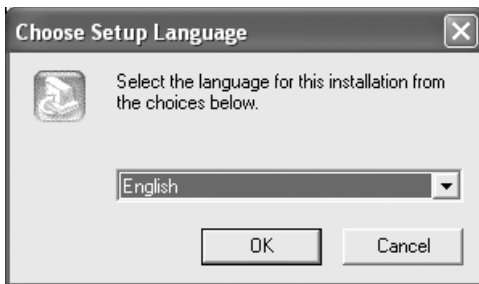 Choose Setup Language
Select the language for this installation from
the choices below.
English
OK
Cancel